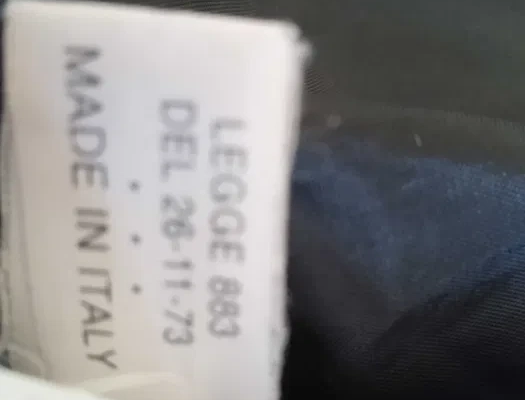 LEGGE 883
DEL 26-11-73
• • •
MADE IN ITALY